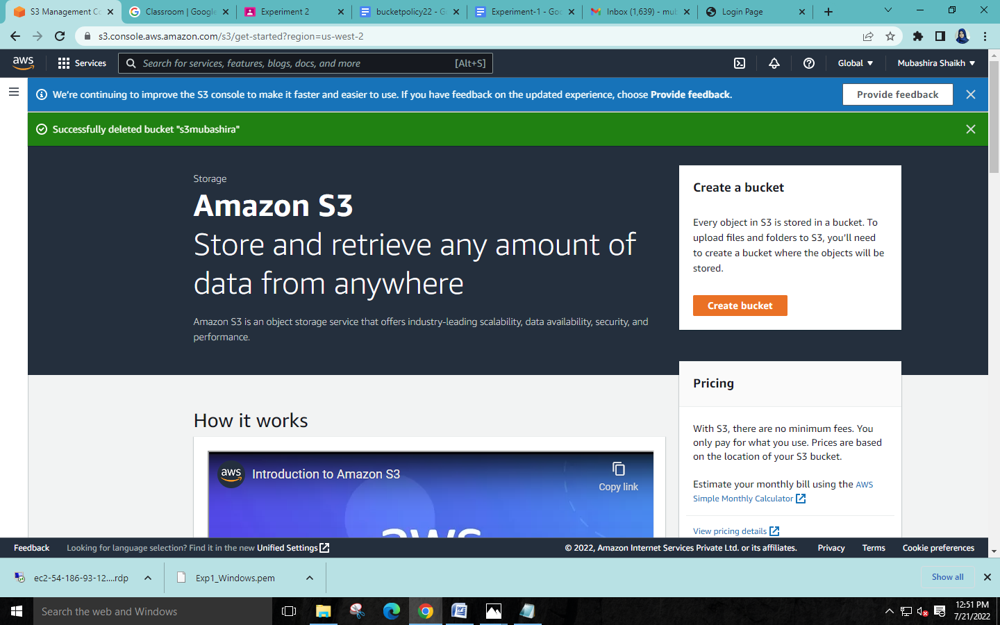 S3 Management Co
Classroom | Google
Experiment 2
bucketpolicy22 - G
Experiment-1 - Goo
Inbox (1,639) - mub
Login Page
s3.console.aws.amazon.com/s3/get-started?region=us-west-2
aws
Services
Search for services, features, blogs, docs, and more
[Alt+S]
Global
Mubashira Shaikh
We're continuing to improve the S3 console to make it faster and easier to use. If you have feedback on the updated experience, choose Provide feedback.
Provide feedback
Successfully deleted bucket "s3mubashira"
Storage
Amazon S3
Store and retrieve any amount of
data from anywhere
Amazon S3 is an object storage service that offers industry-leading scalability, data availability, security, and
performance.
Create a bucket
Every object in S3 is stored in a bucket. To
upload files and folders to S3, you'll need
to create a bucket where the objects will be
stored.
Create bucket
Pricing
With S3, there are no minimum fees. You
only pay for what you use. Prices are based
on the location of your S3 bucket.
Estimate your monthly bill using the AWS
Simple Monthly Calculator
View pricing details
How it works
aws
Introduction to Amazon S3
Copy link
aws
Feedback
Looking for language selection? Find it in the new Unified Settings
© 2022, Amazon Internet Services Private Ltd. or its affiliates.
Privacy
Terms
Cookie preferences
ec2-54-186-93-12....rdp
Exp1_Windows.pem
Show all
Search the web and Windows
12:51 PM
7/21/2022